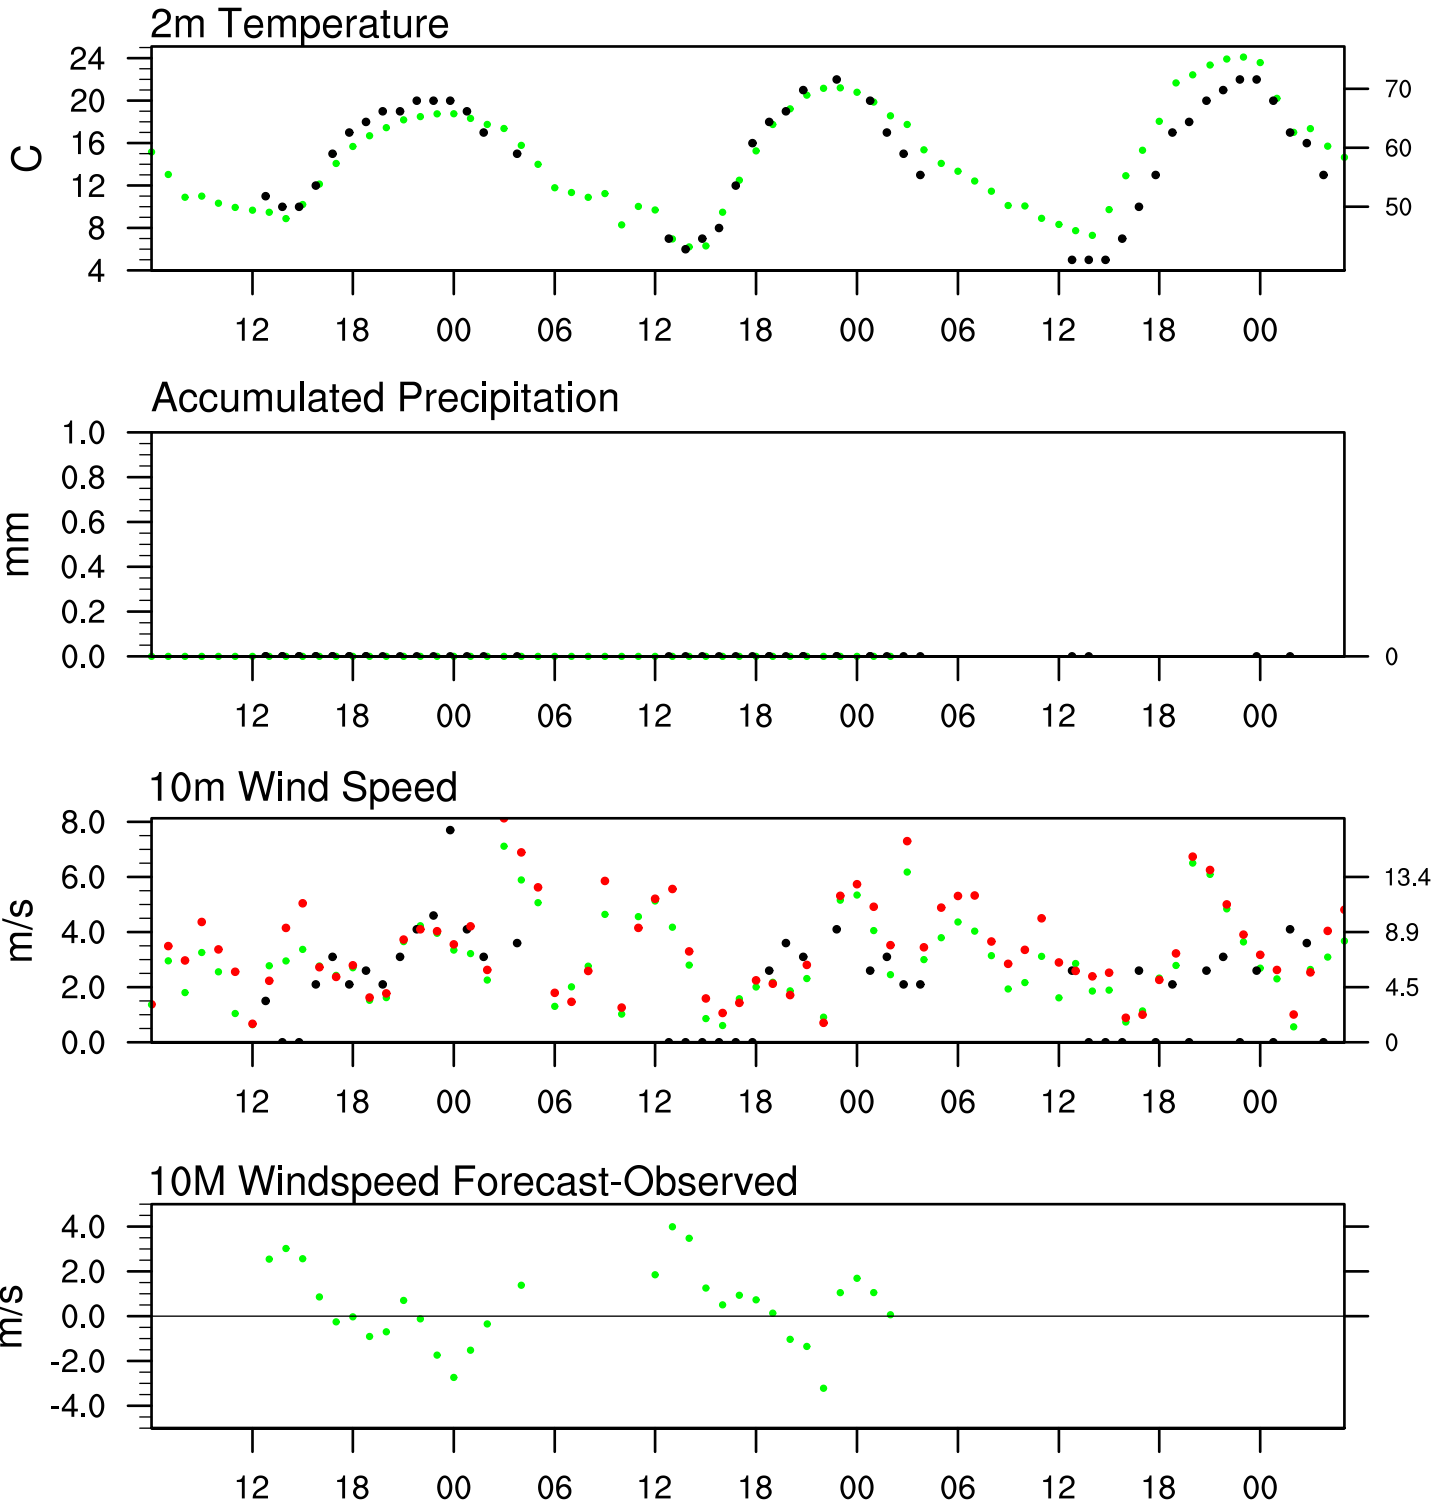 2m Temperature
24
20
16
12
8
4
C
70
60
50
12 18 00 06 12 18 00 06 12 18 00
Accumulated Precipitation
1.0
0.8
0.6
0.4
0.2
0.0
mm
0
12 18 00 06 12 18 00 06 12 18 00
10m Wind Speed
8.0
6.0
4.0
2.0
0.0
m/s
13.4
8.9
4.5
0
12 18 00 06 12 18 00 06 12 18 00
10M Windspeed Forecast-Observed
4.0
2.0
0.0
-2.0
-4.0
m/s
12 18 00 06 12 18 00 06 12 18 00